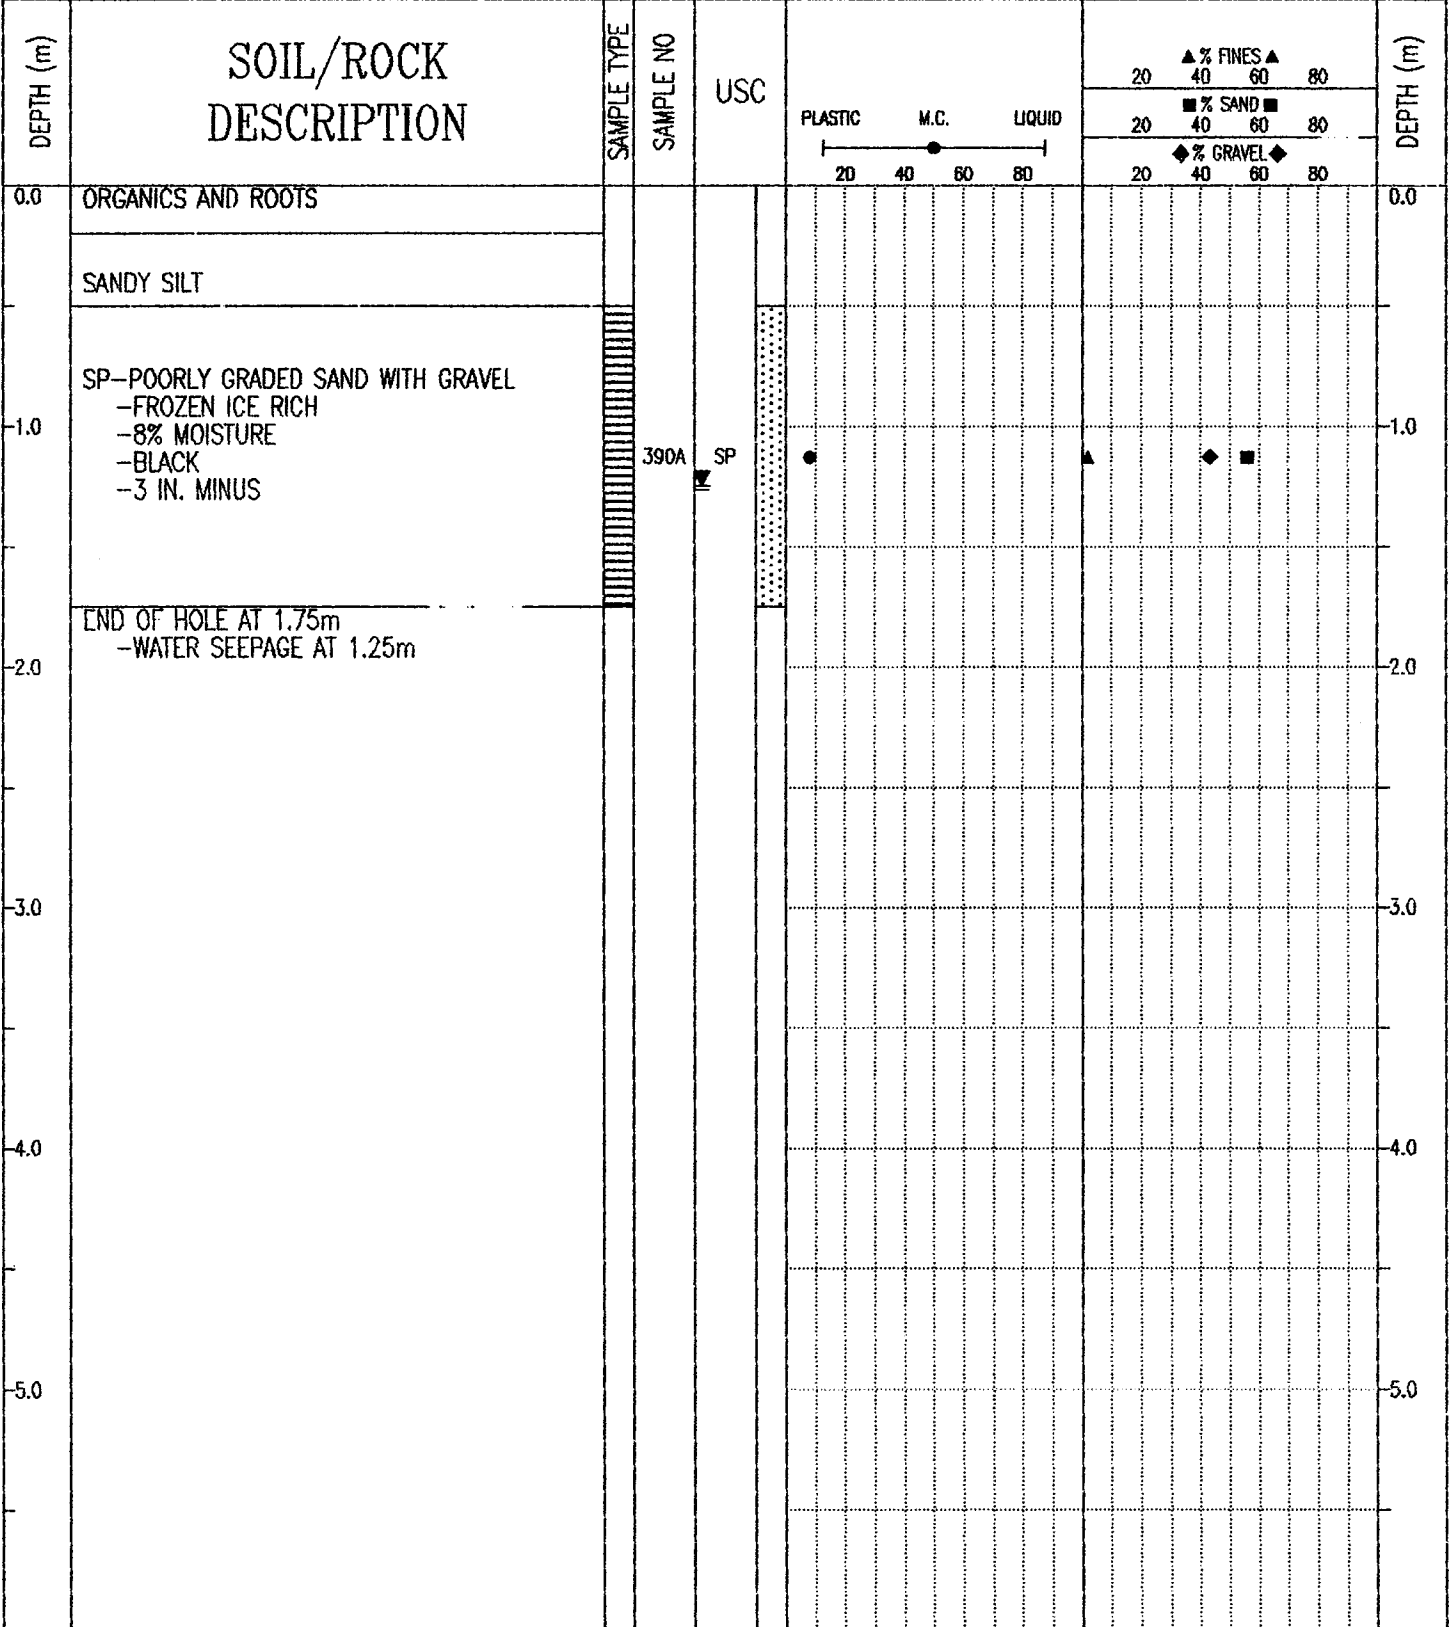 DEPTH (m)
SOIL/ROCK
DESCRIPTION
SAMPLE TYPE
SAMPLE NO
USC
PLASTIC M.C. LIQUID
20 40 60 80
▲ % FINES ▲
20 40 60 80
■ % SAND ■
20 40 60 80
◆ % GRAVEL ◆
20 40 60 80
DEPTH (m)
0.0 ORGANICS AND ROOTS 0.0
SANDY SILT
SP-POORLY GRADED SAND WITH GRAVEL
-FROZEN ICE RICH
1.0 -8% MOISTURE 1.0
-BLACK 390A SP
-3 IN. MINUS
END OF HOLE AT 1.75m
-WATER SEEPAGE AT 1.25m
2.0 2.0
3.0 3.0
4.0 4.0
5.0 5.0